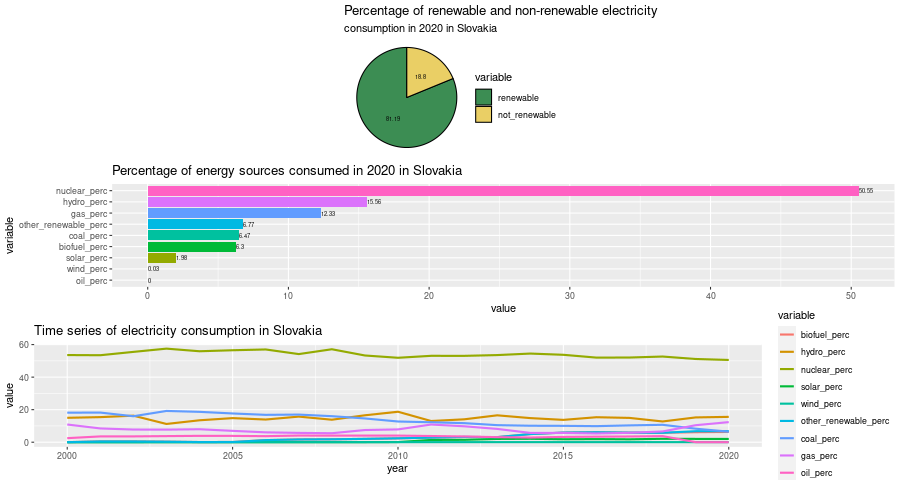 Percentage of renewable and non-renewable electricity
consumption in 2020 in Slovakia
variable
renewable
not_renewable
18.8
81.19
Percentage of energy sources consumed in 2020 in Slovakia
variable
nuclear_perc
50.55
hydro_perc
15.56
gas_perc
12.33
other_renewable_perc
6.77
coal_perc
6.47
biofuel_perc
6.3
solar_perc
1.98
wind_perc
0.03
oil_perc
0
0 10 20 30 40 50
value
Time series of electricity consumption in Slovakia
value
60
40
20
0
2000 2005 2010 2015 2020
year
variable
biofuel_perc
hydro_perc
nuclear_perc
solar_perc
wind_perc
other_renewable_perc
coal_perc
gas_perc
oil_perc